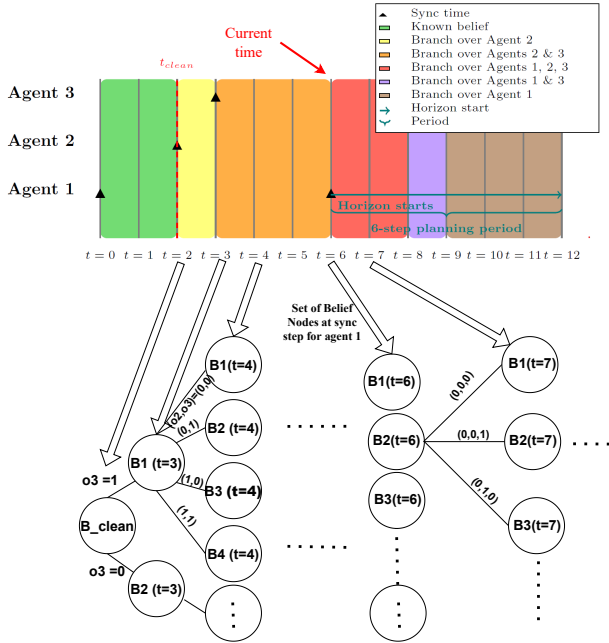 Sync time
Known belief
Branch over Agent 2
Branch over Agents 2 & 3
Branch over Agents 1, 2, 3
Branch over Agents 1 & 3
Branch over Agent 1
Horizon start
Period
Current
time
t_clean
Agent 3
Agent 2
Agent 1
Horizon starts
6-step planning period
t = 0 t = 1 t = 2 t = 3 t = 4 t = 5 t = 6 t = 7 t = 8 t = 9 t = 10 t = 11 t = 12
Set of Belief
Nodes at sync
step for agent 1
B1(t=4)
B1(t=6)
B1(t=7)
(o2,o3)=(0,0)
(0,0,0)
(0,1)
B2 (t=4)
B2(t=6)
(0,0,1)
B2(t=7)
B1 (t=3)
o3 =1
(1,0)
B3 (t=4)
B3(t=6)
(0,1,0)
B_clean
(1,1)
B4 (t=4)
B3(t=7)
o3 =0
B2 (t=3)